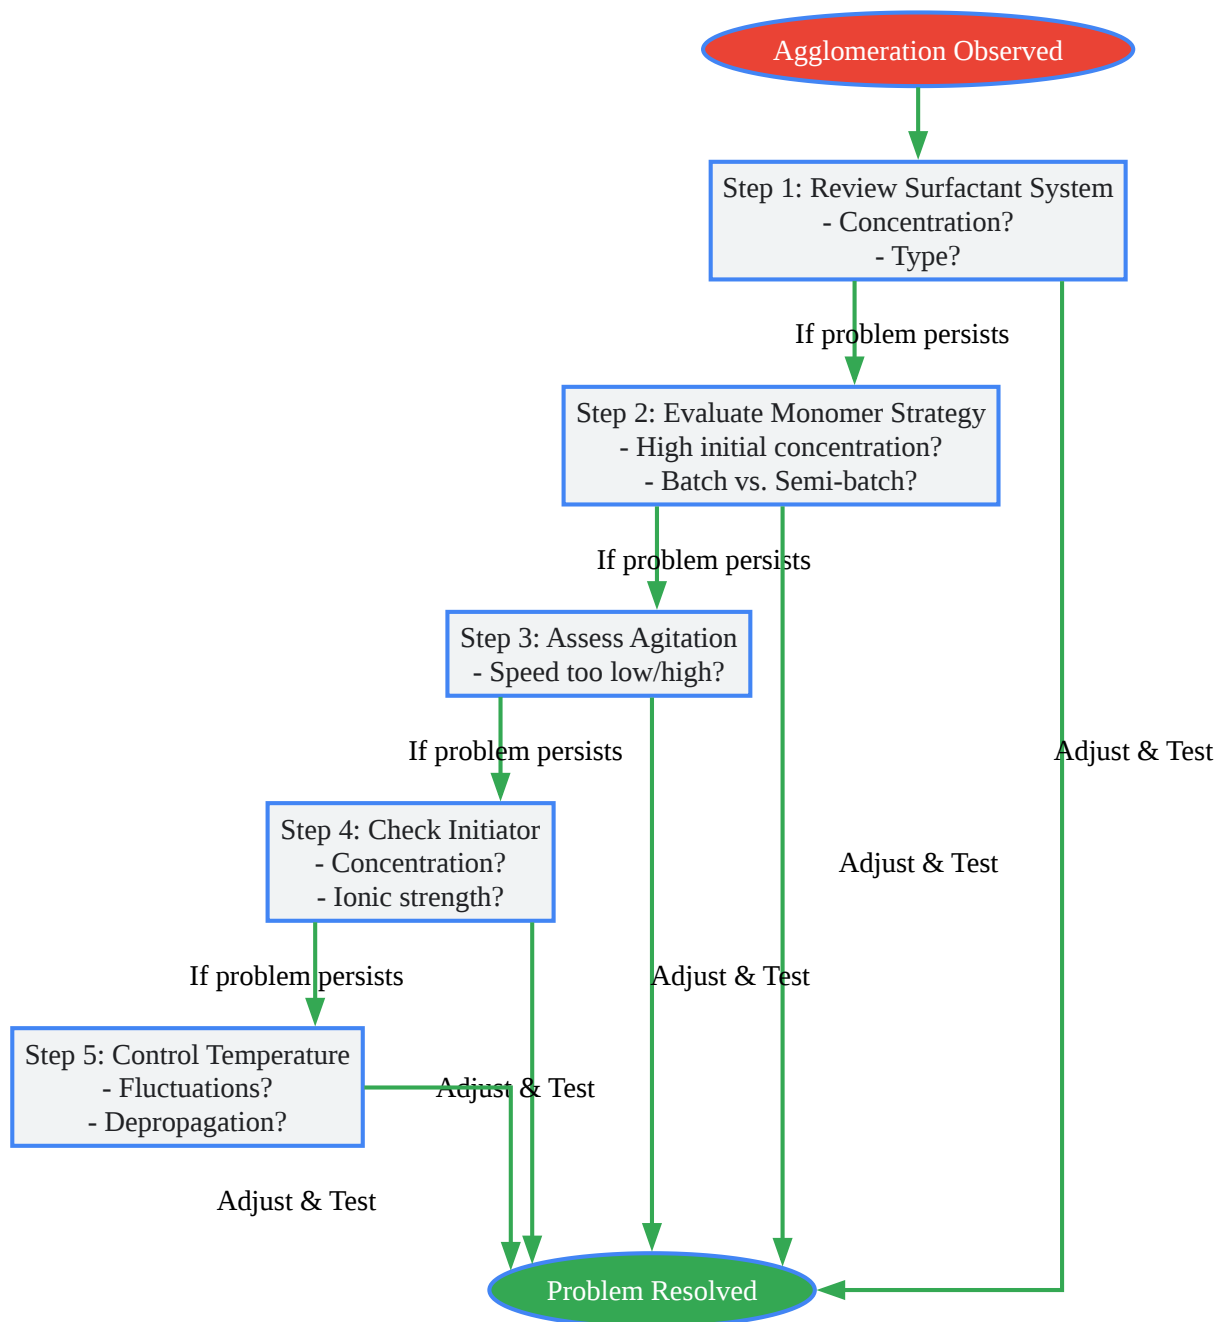 Agglomeration Observed
Step 1: Review Surfactant System
- Concentration?
- Type?
If problem persists
Step 2: Evaluate Monomer Strategy
- High initial concentration?
- Batch vs. Semi-batch?
If problem persists
Step 3: Assess Agitation
- Speed too low/high?
If problem persists
Adjust & Test
Step 4: Check Initiator
- Concentration?
- Ionic strength?
Adjust & Test
If problem persists
Adjust & Test
Step 5: Control Temperature
- Fluctuations?
- Depropagation?
Adjust & Test
Adjust & Test
Problem Resolved